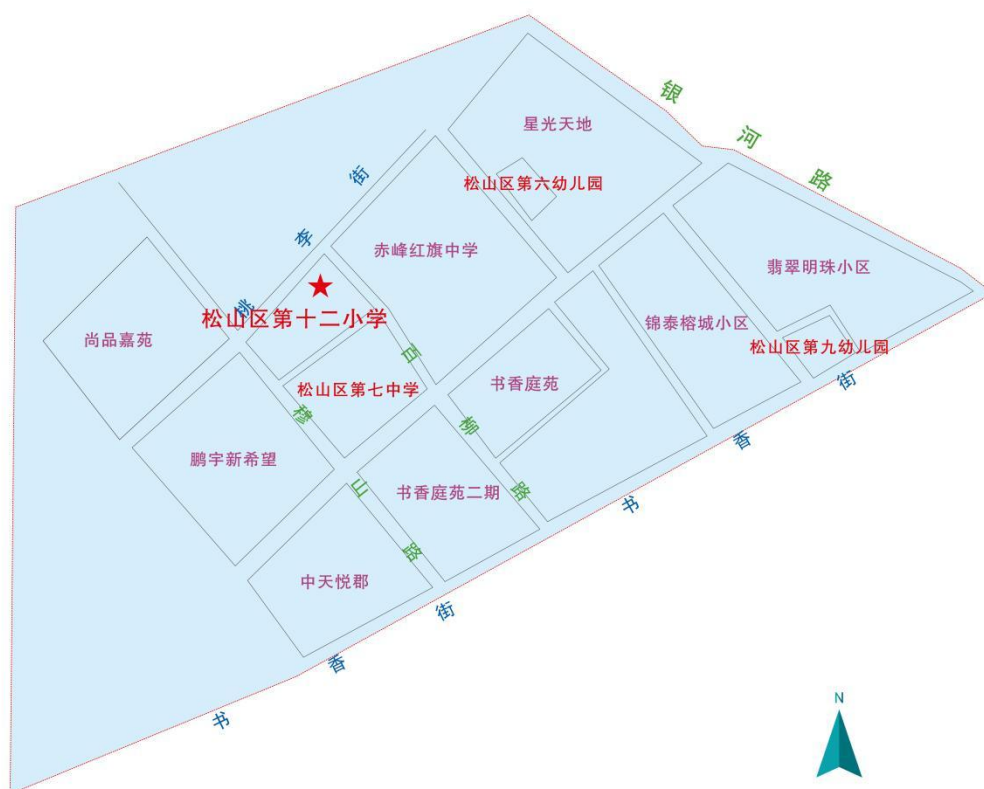 银河路
星光天地
松山区第六幼儿园
桃李街
赤峰红旗中学
翡翠明珠小区
松山区第十二小学
尚品嘉苑
锦泰榕城小区
松山区第九幼儿园
百柳路
书香庭苑
松山区第七中学
穆山路
鹏宇新希望
书香庭苑二期
书香街
中天悦郡
书香街
N